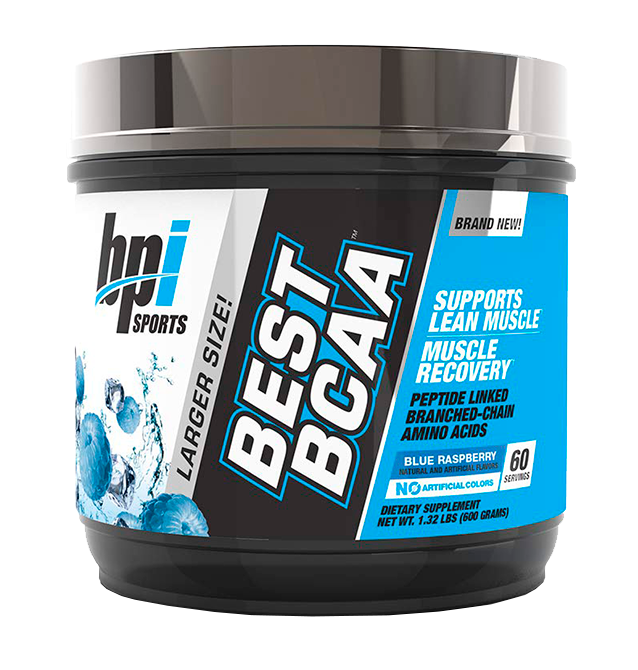 bpi
SPORTS
LARGER SIZE!
BEST
BCAA™
BRAND NEW!
SUPPORTS
LEAN MUSCLE
MUSCLE
RECOVERY
PEPTIDE LINKED
BRANCHED-CHAIN
AMINO ACIDS
BLUE RASPBERRY
NATURAL AND ARTIFICIAL FLAVORS
NO ARTIFICIAL COLORS
60
SERVINGS
DIETARY SUPPLEMENT
NET WT. 1.32 LBS (600 GRAMS)